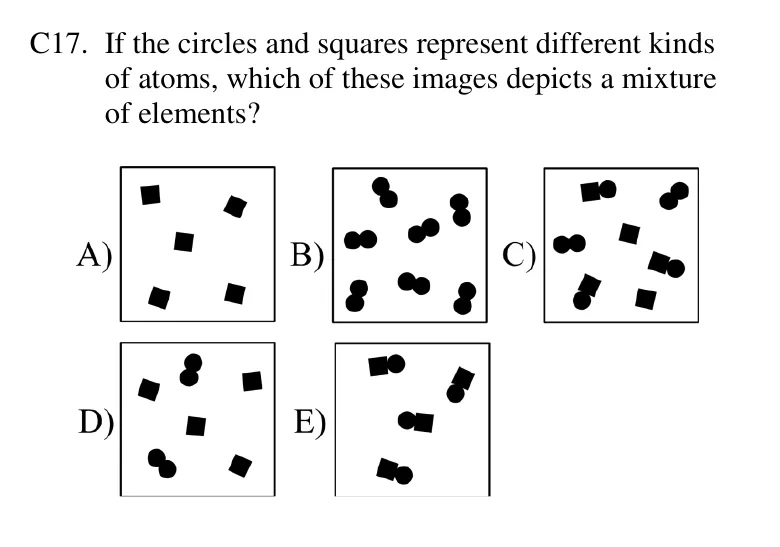 C17. If the circles and squares represent different kinds
of atoms, which of these images depicts a mixture
of elements?
A) B) C)
D) E)